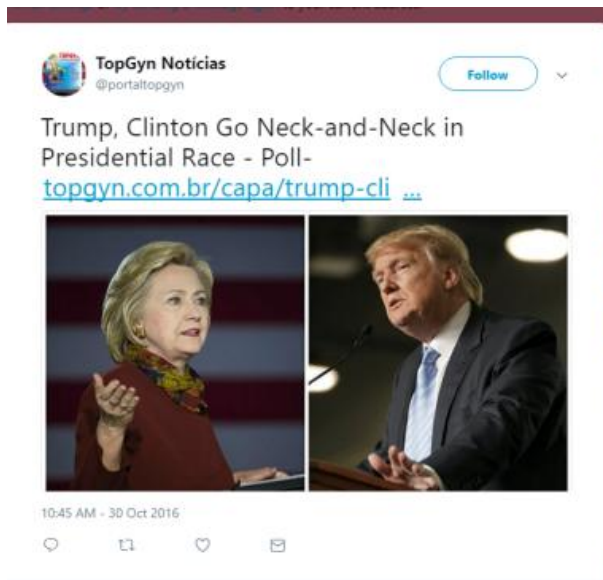 TopGyn Notícias
@portaltopgyn
Follow
Trump, Clinton Go Neck-and-Neck in
Presidential Race - Poll-
topgyn.com.br/capa/trump-cli ...
10:45 AM - 30 Oct 2016